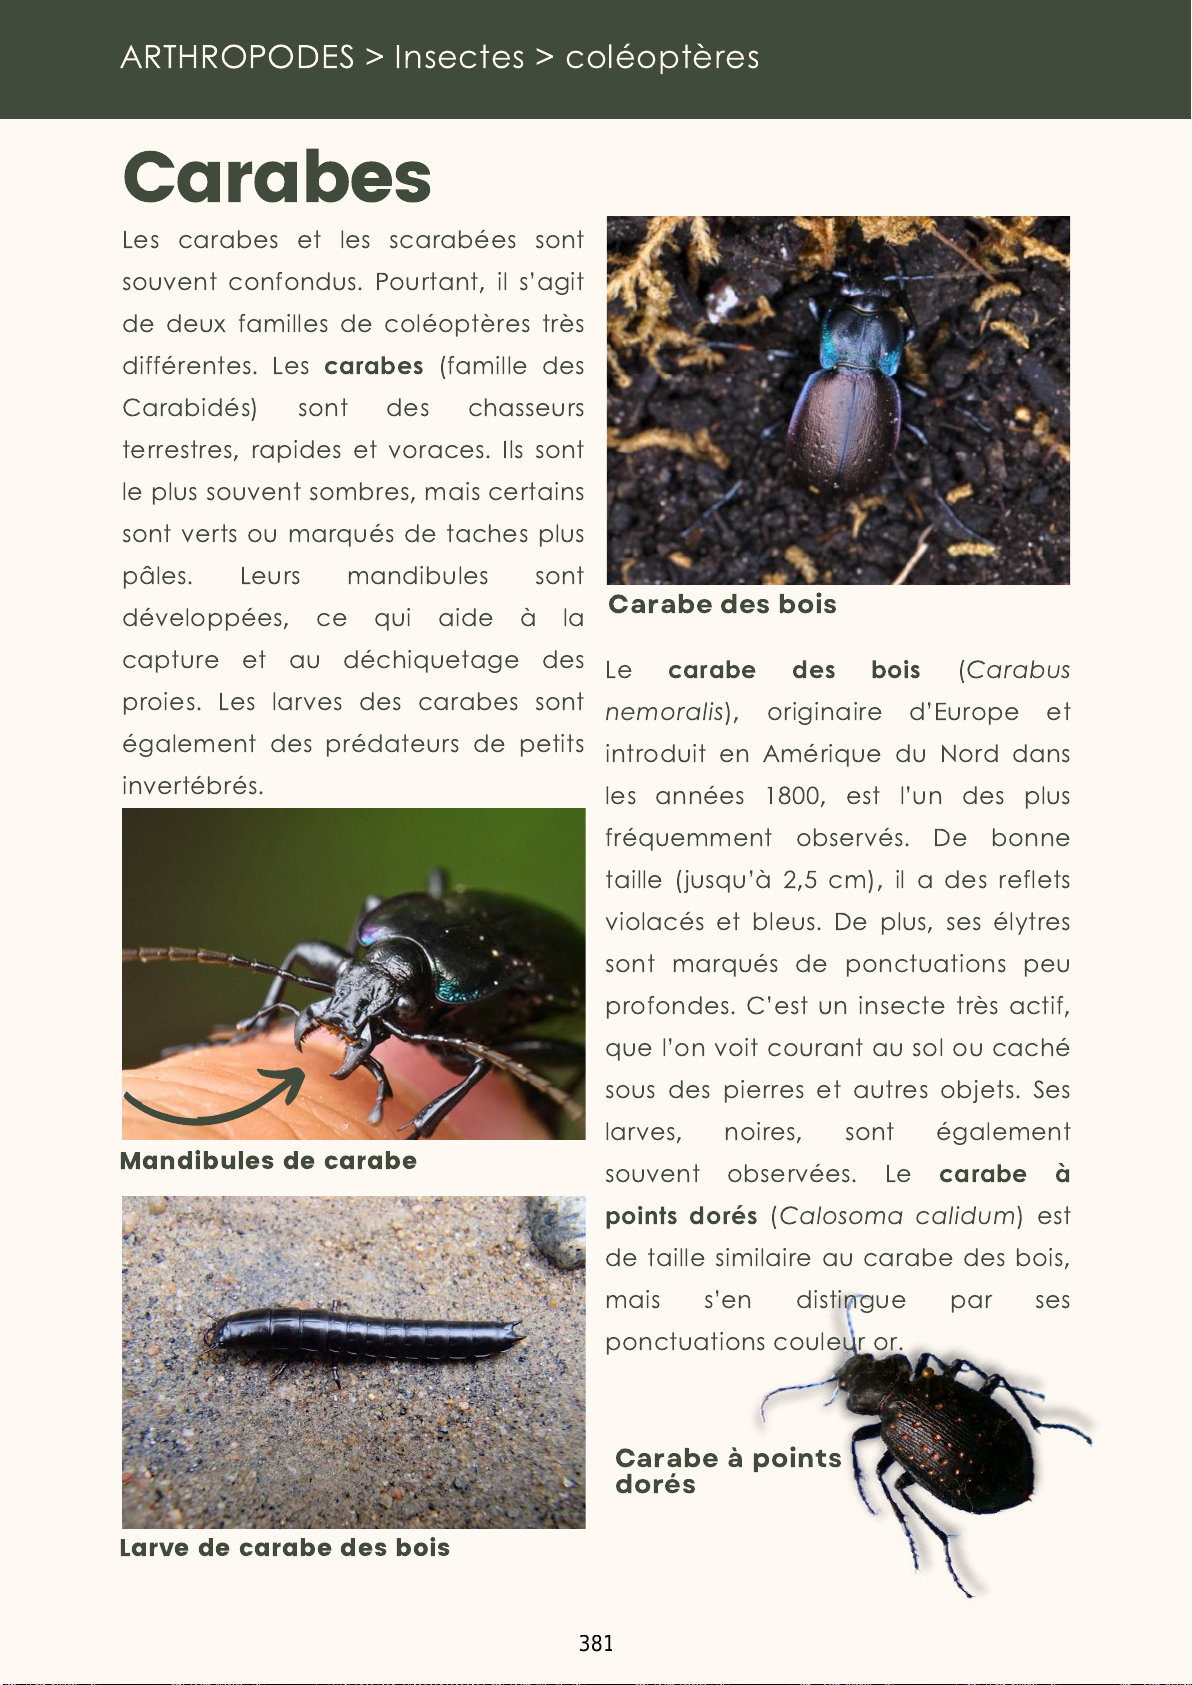 ARTHROPODES > Insectes > coléoptères
Carabes
Les carabes et les scarabées sont
souvent confondus. Pourtant, il s’agit
de deux familles de coléoptères très
différentes. Les carabes (famille des
Carabidés) sont des chasseurs
terrestres, rapides et voraces. Ils sont
le plus souvent sombres, mais certains
sont verts ou marqués de taches plus
pâles. Leurs mandibules sont
développées, ce qui aide à la
capture et au déchiquetage des
proies. Les larves des carabes sont
également des prédateurs de petits
invertébrés.
Mandibules de carabe
Larve de carabe des bois
Carabe des bois
Le carabe des bois (Carabus
nemoralis), originaire d’Europe et
introduit en Amérique du Nord dans
les années 1800, est l’un des plus
fréquemment observés. De bonne
taille (jusqu’à 2,5 cm), il a des reflets
violacés et bleus. De plus, ses élytres
sont marqués de ponctuations peu
profondes. C’est un insecte très actif,
que l’on voit courant au sol ou caché
sous des pierres et autres objets. Ses
larves, noires, sont également
souvent observées. Le carabe à
points dorés (Calosoma calidum) est
de taille similaire au carabe des bois,
mais s’en distingue par ses
ponctuations couleur or.
Carabe à points
dorés
381